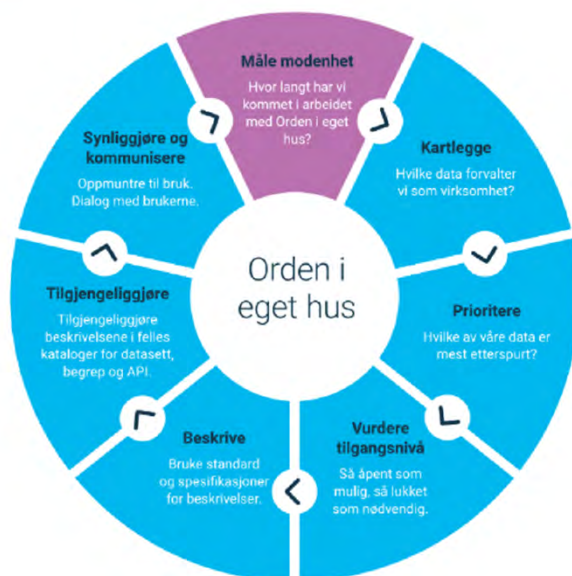 Måle modenhet
Hvor langt har vi
kommet i arbeidet
med Orden i eget
hus?
Kartlegge
Hvilke data forvalter
vi som virksomhet?
Prioritere
Hvilke av våre data er
mest etterspurt?
Vurdere
tilgangsnivå
Så åpent som
mulig, så lukket
som nødvendig.
Beskrive
Bruke standard
og spesifikasjoner
for beskrivelser.
Tilgjengeliggjøre
Tilgjengeliggjøre
beskrivelsene i felles
kataloger for datasett,
begrep og API.
Synliggjøre og
kommunisere
Oppmuntre til bruk.
Dialog med brukerne.
Orden i
eget hus